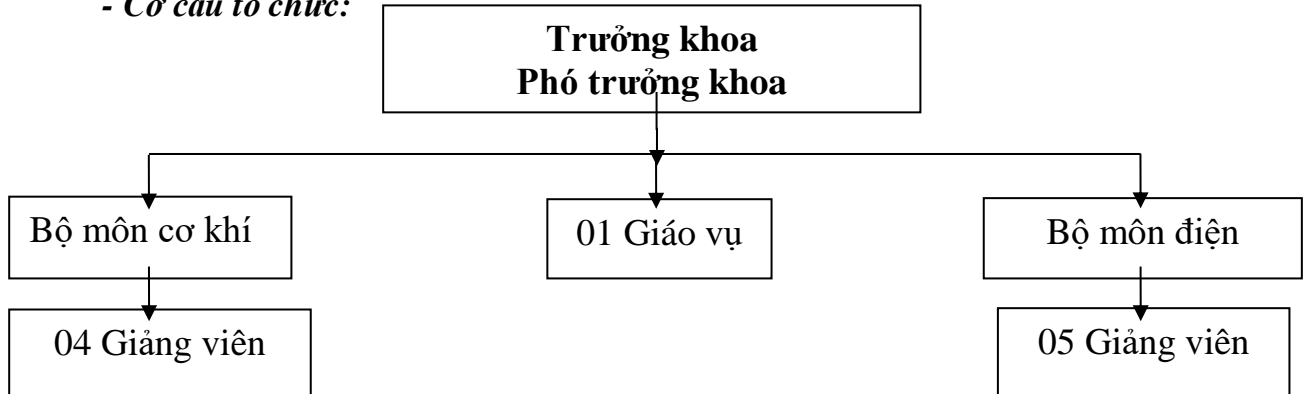 - Cơ cấu tổ chức:
Trưởng khoa
Phó trưởng khoa
Bộ môn cơ khí
01 Giáo vụ
Bộ môn điện
04 Giảng viên
05 Giảng viên